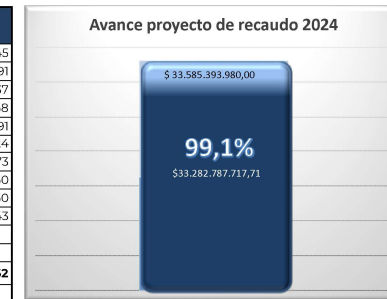 Avance proyecto de recaudo 2024
$ 33.585.393.980,00
99,1%
$33.282.787.717,71